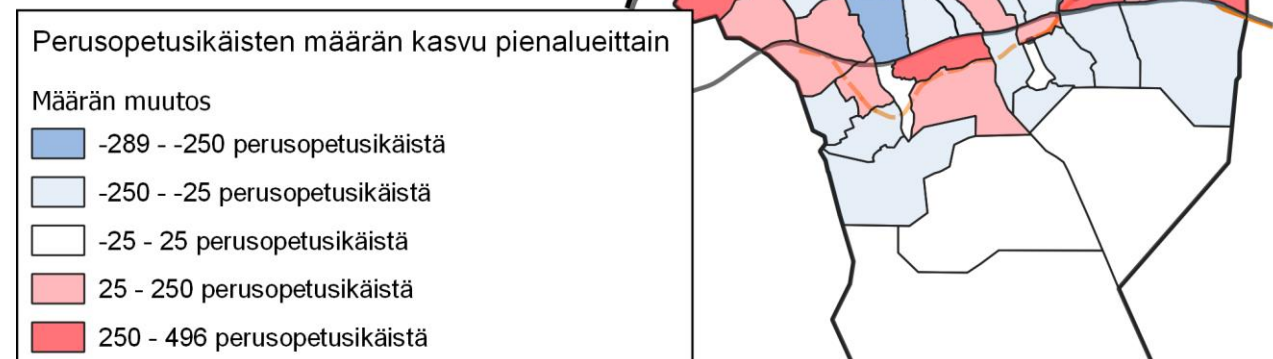 Perusopetusikäisten määrän kasvu pienalueittain
Määrän muutos
-289 - -250 perusopetusikäistä
-250 - -25 perusopetusikäistä
-25 - 25 perusopetusikäistä
25 - 250 perusopetusikäistä
250 - 496 perusopetusikäistä